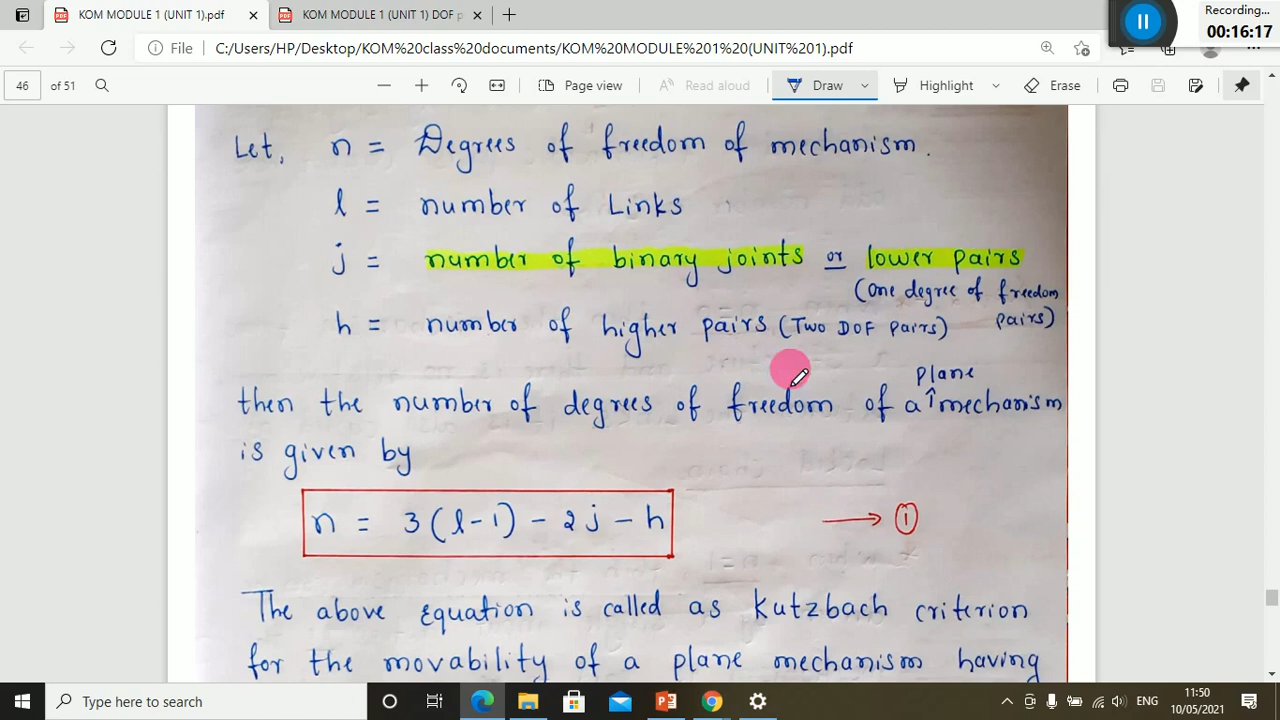 KOM MODULE 1 (UNIT 1).pdf
KOM MODULE 1 (UNIT 1) DOF p
Recording...
00:16:17
File
C:/Users/HP/Desktop/KOM%20class%20documents/KOM%20MODULE%201%20(UNIT%201).pdf
46 of 51
Page view
Read aloud
Draw
Highlight
Erase
Let, n = Degrees of freedom of mechanism.
l = number of Links
j = number of binary joints or lower pairs
(one degree of freedom
pairs)
h = number of higher pairs (Two DOF pairs)
plane
then the number of degrees of freedom of a ^ mechanism
is given by
n = 3(l-1) - 2j - h → ①
The above equation is called as Kutzbach criterion
for the movability of a plane mechanism having
Type here to search
ENG
11:50
10/05/2021